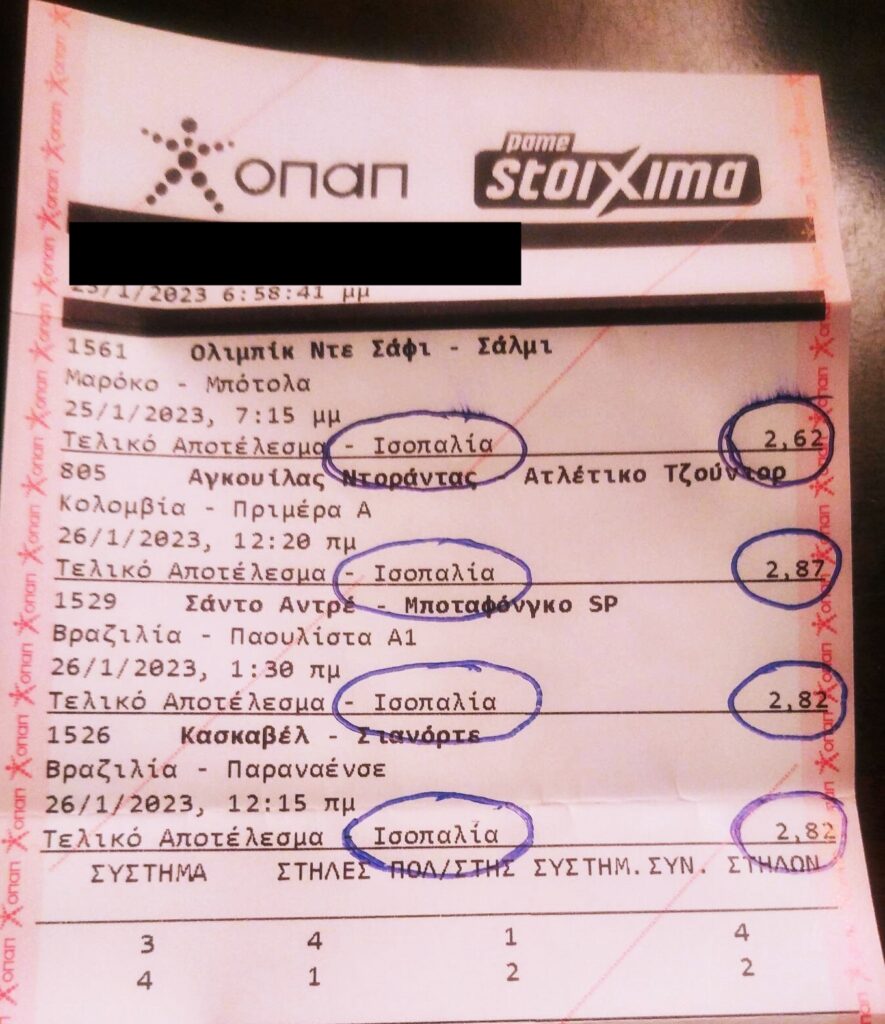 οπαπ
pame
stoiXima
25/1/2023 6:58:41 μμ
1561 Ολιμπίκ Ντε Σάφι - Σάλμι
Μαρόκο - Μπότολα
25/1/2023, 7:15 μμ
Τελικό Αποτέλεσμα - Ισοπαλία 2,62
805 Αγκουίλας Ντοράντας - Ατλέτικο Τζούντορ
Κολομβία - Πριμέρα Α
26/1/2023, 12:20 πμ
Τελικό Αποτέλεσμα - Ισοπαλία 2,87
1529 Σάντο Αντρέ - Μποταφόνγκο SP
Βραζιλία - Παουλίστα Α1
26/1/2023, 1:30 πμ
Τελικό Αποτέλεσμα - Ισοπαλία 2,82
1526 Κασκαβέλ - Σιανόρτε
Βραζιλία - Παραναένσε
26/1/2023, 12:15 πμ
Τελικό Αποτέλεσμα - Ισοπαλία 2,82
ΣΥΣΤΗΜΑ ΣΤΗΛΕΣ ΠΟΛ/ΣΤΗΣ ΣΥΣΤΗΜ. ΣΥΝ. ΣΤΗΛΩΝ
3 4 1 4
4 1 2 2